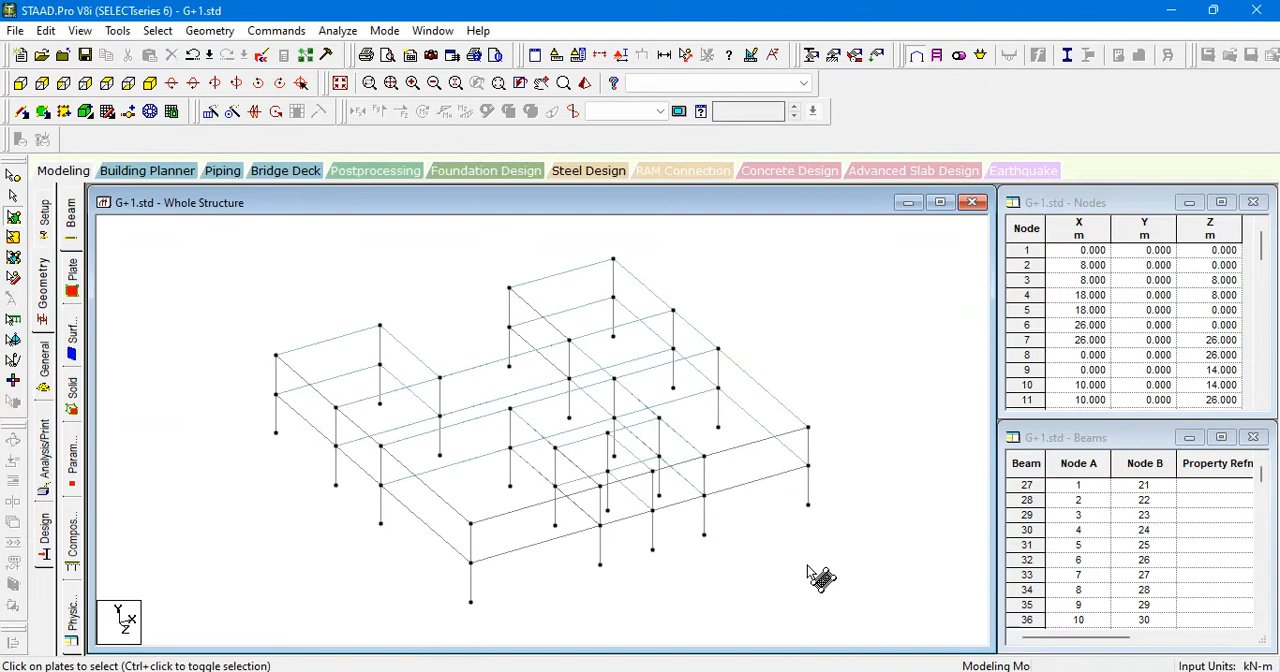 STAAD.Pro V8i (SELECTseries 6) - G+1.std
File Edit View Tools Select Geometry Commands Analyze Mode Window Help
Modeling Building Planner Piping Bridge Deck Postprocessing Foundation Design Steel Design RAM Connection Concrete Design Advanced Slab Design Earthquake
Setup
Geometry
General
Analysis/Print
Design
Beam
Plate
Surf...
Solid
Param...
Compos...
Physic...
G+1.std - Whole Structure
Y
X
Z
G+1.std - Nodes
Node X m Y m Z m
1 0.000 0.000 0.000
2 8.000 0.000 0.000
3 8.000 0.000 8.000
4 18.000 0.000 8.000
5 18.000 0.000 0.000
6 26.000 0.000 0.000
7 26.000 0.000 26.000
8 0.000 0.000 26.000
9 0.000 0.000 14.000
10 10.000 0.000 14.000
11 10.000 0.000 26.000
G+1.std - Beams
Beam Node A Node B Property Refn
27 1 21
28 2 22
29 3 23
30 4 24
31 5 25
32 6 26
33 7 27
34 8 28
35 9 29
36 10 30
Click on plates to select (Ctrl+click to toggle selection)
Modeling Mo
Input Units: kN-m